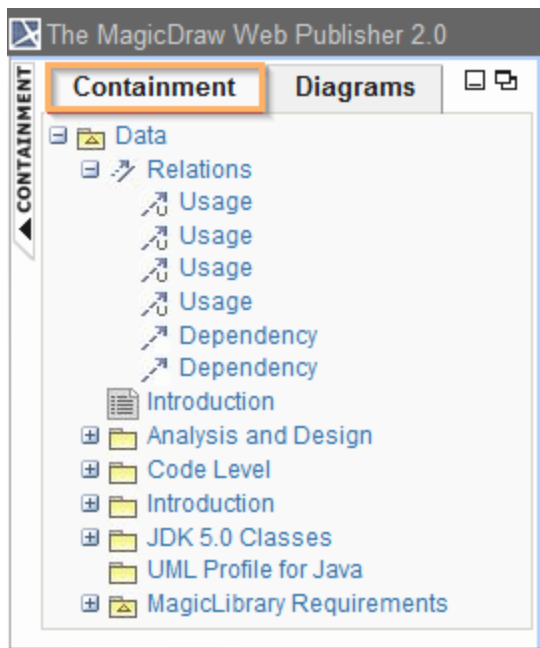 The MagicDraw Web Publisher 2.0
CONTAINMENT
Containment Diagrams
Data
Relations
Usage
Usage
Usage
Usage
Dependency
Dependency
Introduction
Analysis and Design
Code Level
Introduction
JDK 5.0 Classes
UML Profile for Java
MagicLibrary Requirements